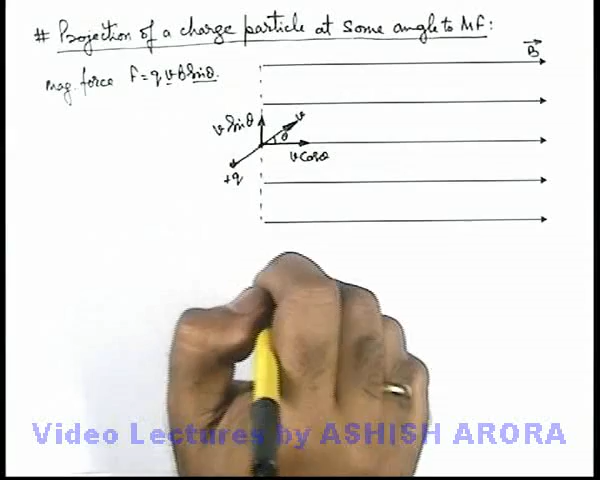 # Projection of a charge particle at some angle to MF:
B
mag. force F = q v B sinθ.
v sinθ
v
θ
v cosθ
+q
Video Lectures by ASHISH ARORA